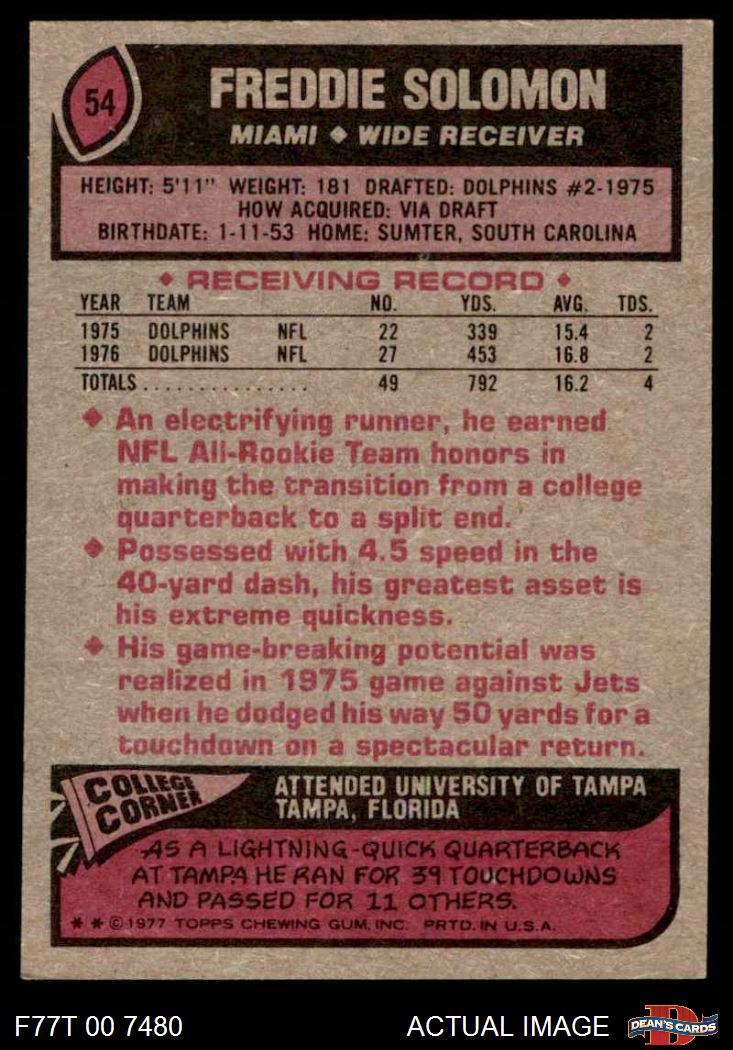 54
FREDDIE SOLOMON
MIAMI ◆ WIDE RECEIVER
HEIGHT: 5'11" WEIGHT: 181 DRAFTED: DOLPHINS #2-1975
HOW ACQUIRED: VIA DRAFT
BIRTHDATE: 1-11-53 HOME: SUMTER, SOUTH CAROLINA
◆ RECEIVING RECORD ◆
YEAR TEAM NO. YDS. AVG. TDS.
1975 DOLPHINS NFL 22 339 15.4 2
1976 DOLPHINS NFL 27 453 16.8 2
TOTALS . . . . . . . . . . . . . . . 49 792 16.2 4
◆ An electrifying runner, he earned
NFL All-Rookie Team honors in
making the transition from a college
quarterback to a split end.
◆ Possessed with 4.5 speed in the
40-yard dash, his greatest asset is
his extreme quickness.
◆ His game-breaking potential was
realized in 1975 game against Jets
when he dodged his way 50 yards for a
touchdown on a spectacular return.
COLLEGE
CORNER
ATTENDED UNIVERSITY OF TAMPA
TAMPA, FLORIDA
AS A LIGHTNING-QUICK QUARTERBACK
AT TAMPA HE RAN FOR 39 TOUCHDOWNS
AND PASSED FOR 11 OTHERS.
* * © 1977 TOPPS CHEWING GUM, INC. PRTD. IN U.S.A.
F77T 00 7480 ACTUAL IMAGE
D
DEAN'S CARDS